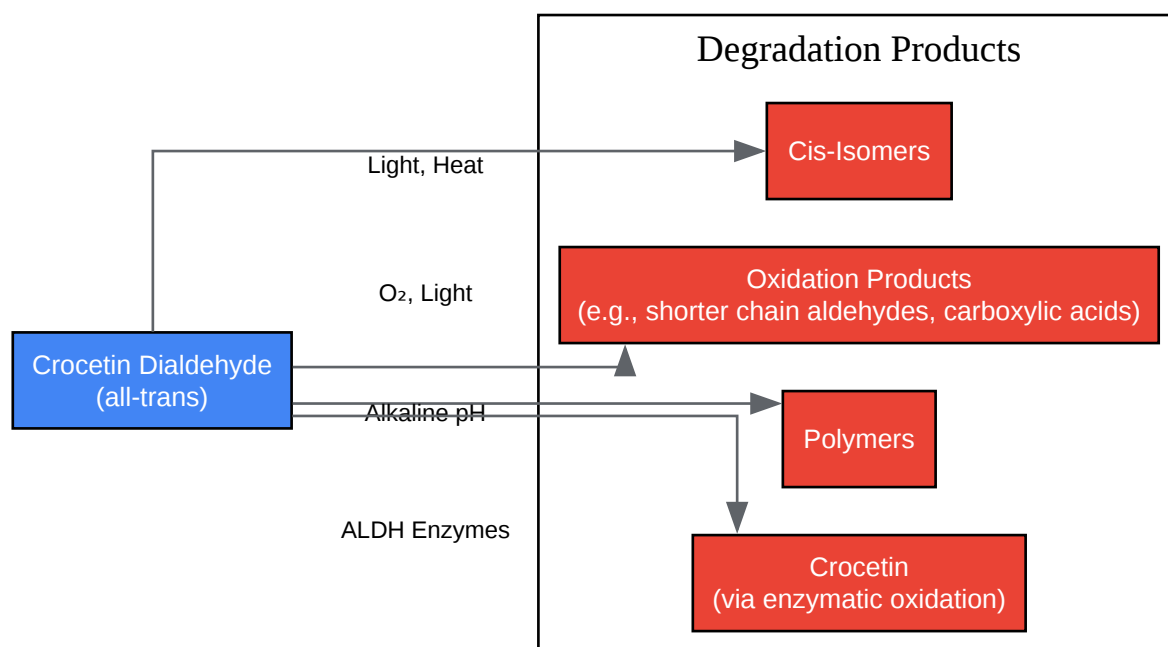 Degradation Products
Cis-Isomers
Light, Heat
Oxidation Products
(e.g., shorter chain aldehydes, carboxylic acids)
O₂, Light
Crocetin Dialdehyde
(all-trans)
Alkaline pH
Polymers
ALDH Enzymes
Crocetin
(via enzymatic oxidation)